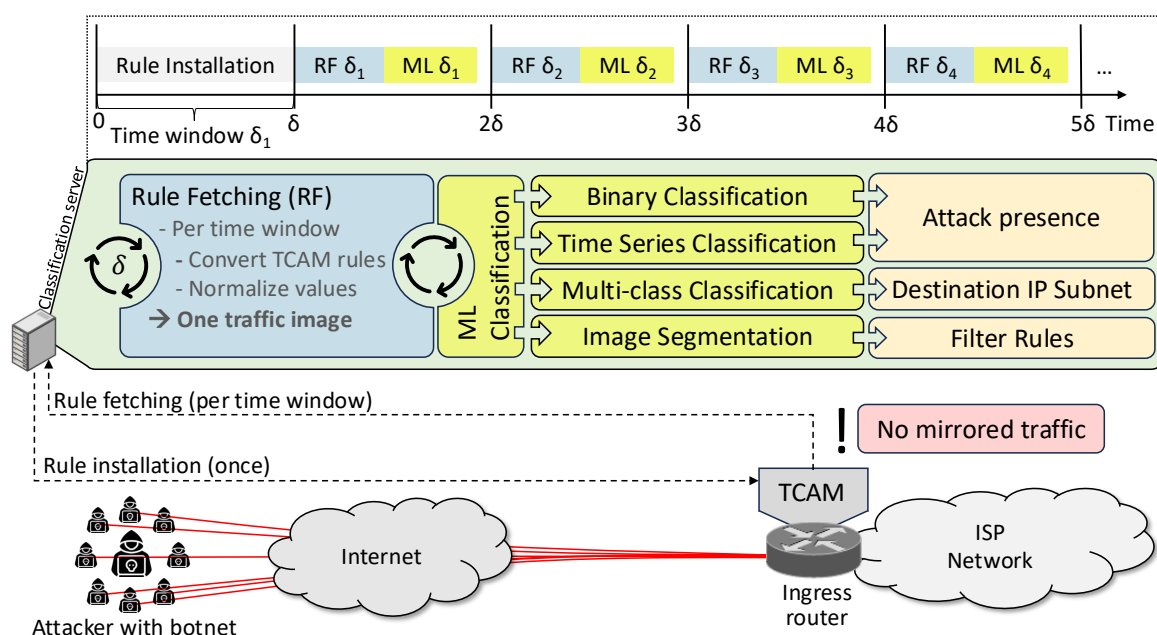 Rule Installation
RF δ₁
ML δ₁
RF δ₂
ML δ₂
RF δ₃
ML δ₃
RF δ₄
ML δ₄
...
0
δ
2δ
3δ
4δ
5δ
Time
Time window δ₁
Classification server
Rule Fetching (RF)
- Per time window
- Convert TCAM rules
- Normalize values
→ One traffic image
δ
ML
Classification
Binary Classification
Time Series Classification
Multi-class Classification
Image Segmentation
Attack presence
Destination IP Subnet
Filter Rules
Rule fetching (per time window)
!
No mirrored traffic
Rule installation (once)
TCAM
Internet
ISP
Network
Ingress
router
Attacker with botnet